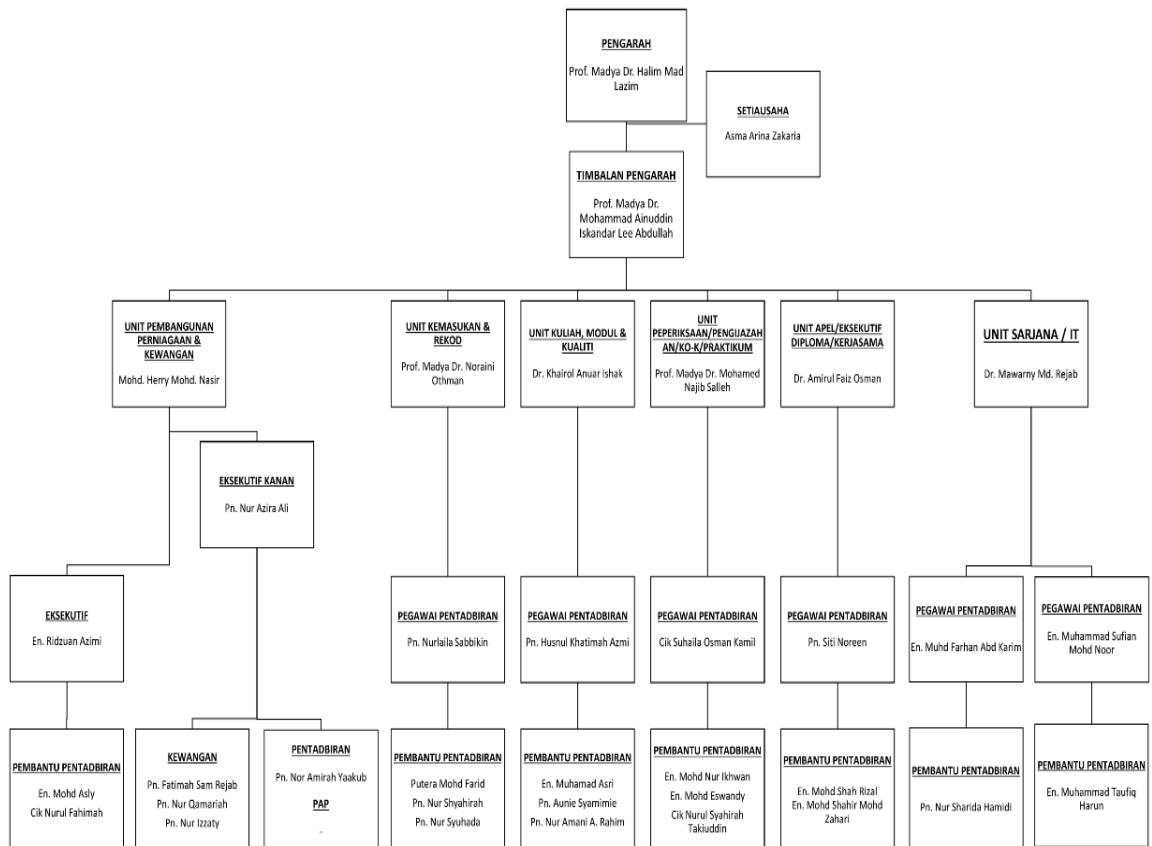 PENGARAH
Prof. Madya Dr. Halim Mad
Lazim
SETIAUSAHA
Asma Arina Zakaria
TIMBALAN PENGARAH
Prof. Madya Dr.
Mohammad Ainuddin
Iskandar Lee Abdullah
UNIT PEMBANGUNAN
PERNIAGAAN &
KEWANGAN
Mohd. Herry Mohd. Nasir
UNIT KEMASUKAN &
REKOD
Prof. Madya Dr. Noraini
Othman
UNIT KULIAH, MODUL &
KUALITI
Dr. Khairol Anuar Ishak
UNIT
PEPERIKSAAN/PENGIJAZAH
AN/KO-K/PRAKTIKUM
Prof. Madya Dr. Mohamed
Najib Salleh
UNIT APEL/EKSEKUTIF
DIPLOMA/KERJASAMA
Dr. Amirul Faiz Osman
UNIT SARJANA / IT
Dr. Mawarny Md. Rejab
EKSEKUTIF KANAN
Pn. Nur Azira Ali
EKSEKUTIF
En. Ridzuan Azimi
PEGAWAI PENTADBIRAN
Pn. Nurlaila Sabbikin
PEGAWAI PENTADBIRAN
Pn. Husnul Khatimah Azmi
PEGAWAI PENTADBIRAN
Cik Suhaila Osman Kamil
PEGAWAI PENTADBIRAN
Pn. Siti Noreen
PEGAWAI PENTADBIRAN
En. Muhd Farhan Abd Karim
PEGAWAI PENTADBIRAN
En. Muhammad Sufian
Mohd Noor
PEMBANTU PENTADBIRAN
En. Mohd Asly
Cik Nurul Fahimah
KEWANGAN
Pn. Fatimah Sam Rejab
Pn. Nur Qamariah
Pn. Nur Izzaty
PENTADBIRAN
Pn. Nor Amirah Yaakub
PAP
-
PEMBANTU PENTADBIRAN
Putera Mohd Farid
Pn. Nur Shyahirah
Pn. Nur Syuhada
PEMBANTU PENTADBIRAN
En. Muhamad Asri
Pn. Aunie Syamimie
Pn. Nur Amani A. Rahim
PEMBANTU PENTADBIRAN
En. Mohd Nur Ikhwan
En. Mohd Eswandy
Cik Nurul Syahirah
Takiuddin
PEMBANTU PENTADBIRAN
En. Mohd Shah Rizal
En. Mohd Shahir Mohd
Zahari
PEMBANTU PENTADBIRAN
Pn. Nur Sharida Hamidi
PEMBANTU PENTADBIRAN
En. Muhammad Taufiq
Harun